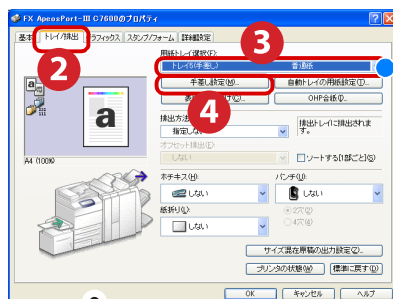 FX ApeosPort-III C7600のプロパティ
基本
トレイ/排出
グラフィックス
スタンプ/フォーム
詳細設定
用紙トレイ選択(F):
トレイ5(手差し) 普通紙
手差し設定(M)...
自動トレイの用紙設定(T)...
OHP合紙(I)...
排出方法
指定しない
排出トレイに排出されます。
オフセット排出(E)
しない
ソートする[1部ごと](S)
A4 (100%)
ホチキス(H):
しない
パンチ(U):
しない
紙折り(L):
しない
2穴(2)
4穴(4)
サイズ混在原稿の出力設定(Z)...
プリンタの状態(W)
標準に戻す(D)
OK
キャンセル
ヘルプ
2
3
4
a